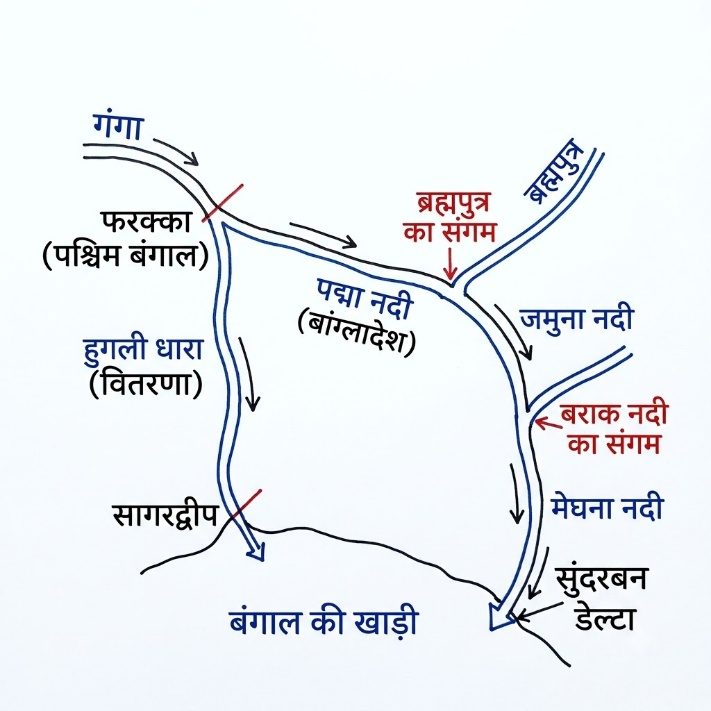 गंगा
ब्रह्मपुत्र
ब्रह्मपुत्र
का संगम
फरक्का
(पश्चिम बंगाल)
पद्मा नदी
(बांग्लादेश)
जमुना नदी
हुगली धारा
(वितरणा)
बराक नदी
का संगम
सागरद्वीप
मेघना नदी
सुंदरबन
डेल्टा
बंगाल की खाड़ी